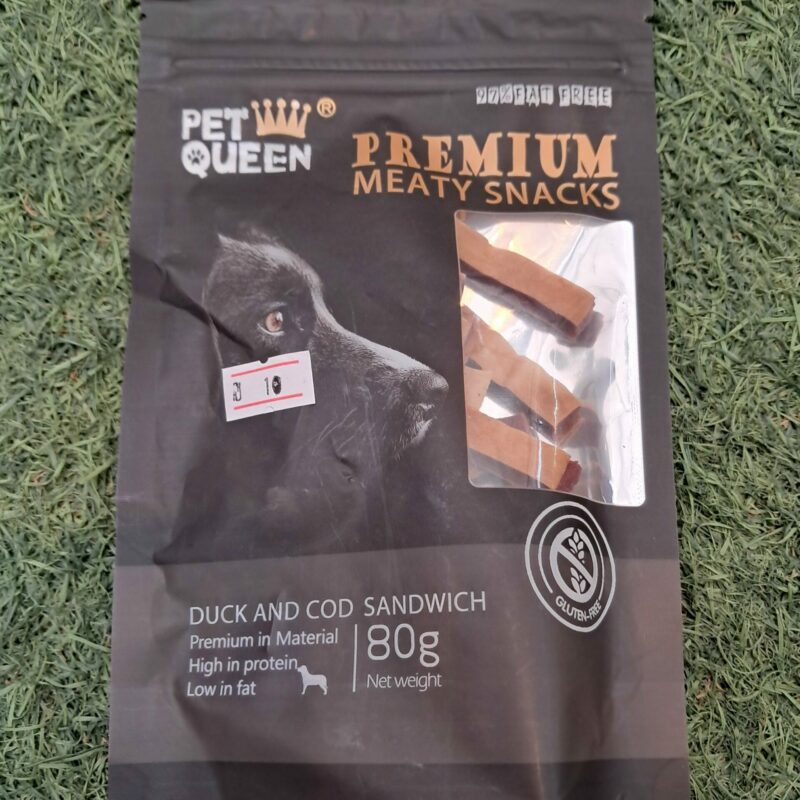 97% FAT FREE
PET
QUEEN
®
PREMIUM
MEATY SNACKS
10
GLUTEN-FREE
DUCK AND COD SANDWICH
Premium in Material
High in protein
Low in fat
80g
Net weight